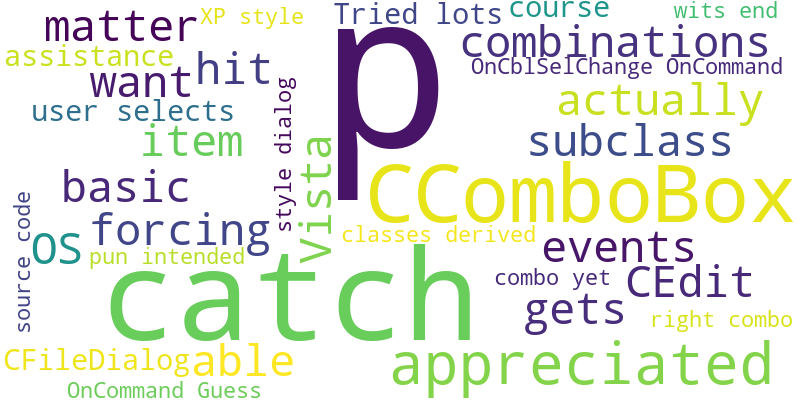 matter
XP style
Tried lots
course
wits end
assistance
want
hit
p
combinations
OnCblSelChange OnCommand
user selects
item
style dialog
actually
subclass
basic
Vista
CComboBox
source code
forcing
OS
pun intended
classes derived
events
catch
combo yet
CEdit
gets
right combo
CFileDialog
able
appreciated
OnCommand Guess